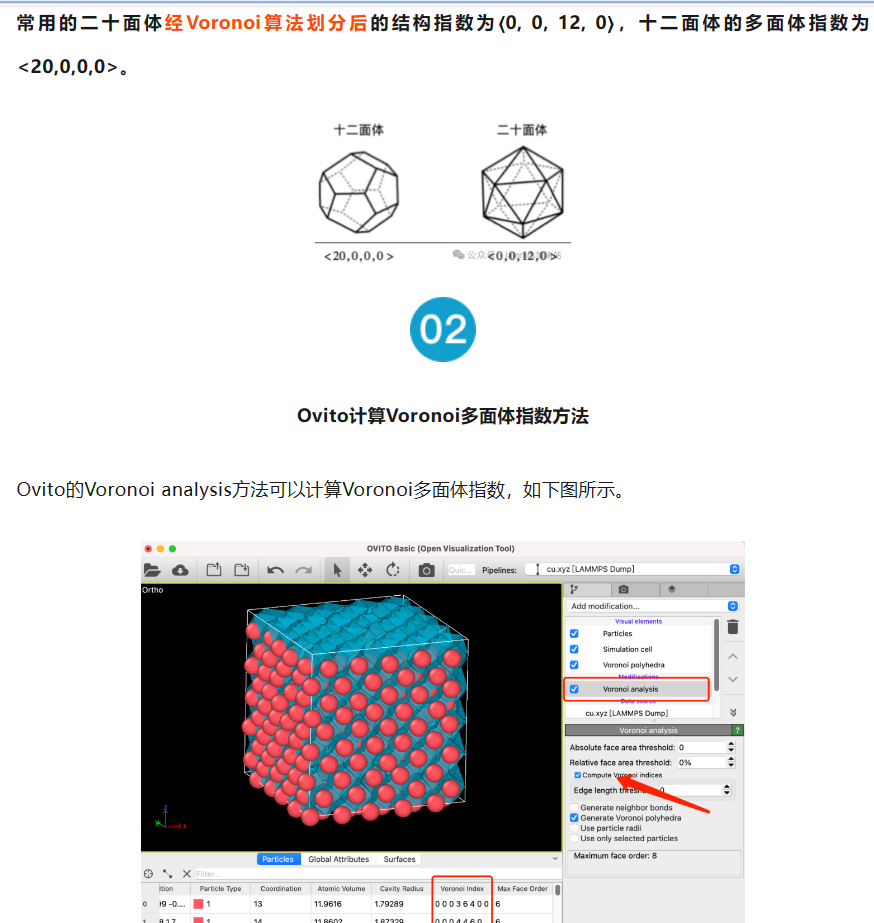 常用的二十面体经Voronoi算法划分后的结构指数为⟨0, 0, 12, 0⟩，十二面体的多面体指数为
<20,0,0,0>。
十二面体 二十面体
<20,0,0,0> <0,0,12,0>
公众号
02
Ovito计算Voronoi多面体指数方法
Ovito的Voronoi analysis方法可以计算Voronoi多面体指数，如下图所示。
OVITO Basic (Open Visualization Tool)
Quic... Pipelines: cu.xyz [LAMMPS Dump]
Ortho
Add modification...
Visual elements
Particles
Simulation cell
Voronoi polyhedra
Modifications
Voronoi analysis
Data source
cu.xyz [LAMMPS Dump]
Voronoi analysis ?
Absolute face area threshold: 0
Relative face area threshold: 0%
Compute Voronoi indices
Edge length threshold: 0
Generate neighbor bonds
Generate Voronoi polyhedra
Use particle radii
Use only selected particles
Maximum face order: 8
z
y x
Particles Global Attributes Surfaces
Filter...
ition Particle Type Coordination Atomic Volume Cavity Radius Voronoi Index Max Face Order
0 99 -0.... 1 13 11.9616 1.79289 0 0 0 3 6 4 0 0 6
1 8 1.7 1 14 11.8602 1.87329 0 0 0 4 4 6 0 6